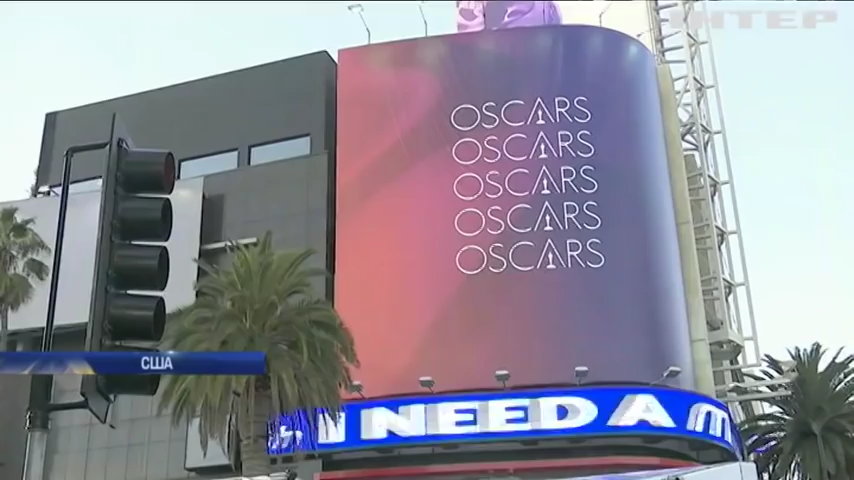 ІНТЕР
OSCARS
OSCARS
OSCARS
OSCARS
OSCARS
США
I NEED A m